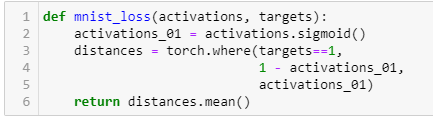 1 def mnist_loss(activations, targets):
2     activations_01 = activations.sigmoid()
3     distances = torch.where(targets==1,
4                             1 - activations_01,
5                             activations_01)
6     return distances.mean()